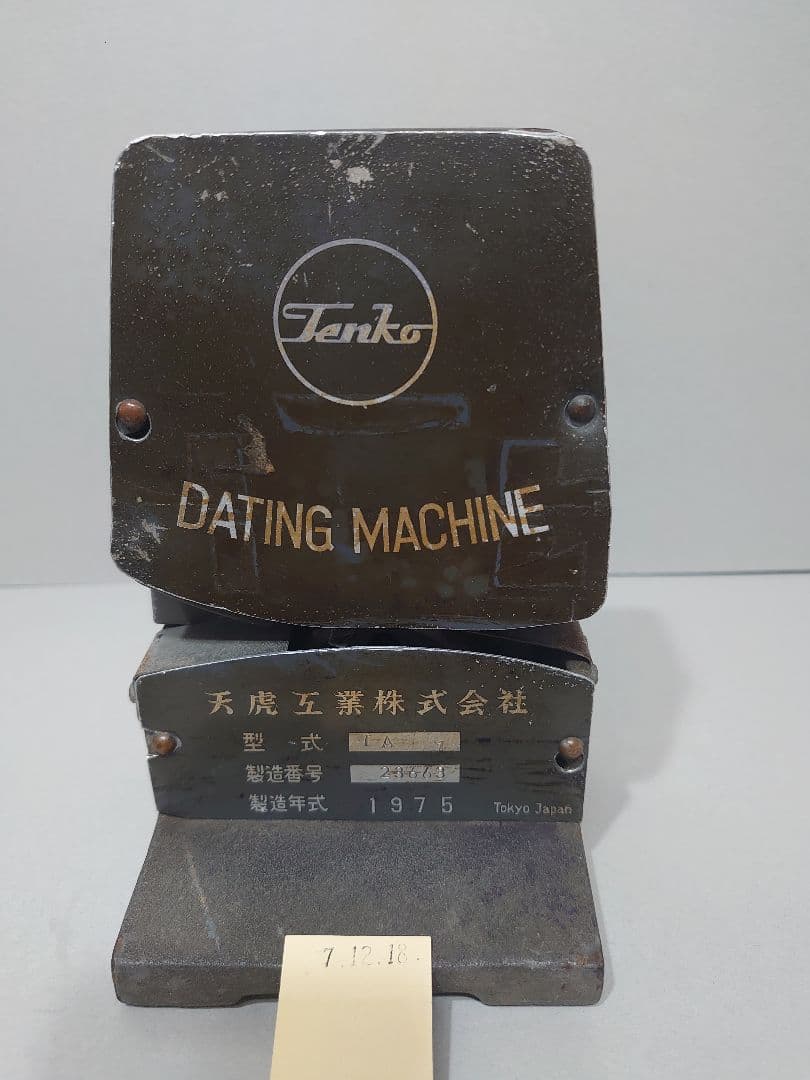 Tenko
DATING MACHINE
天虎工業株式会社
型式
製造番号 28668
製造年式 1975 Tokyo Japan
7.12.18.